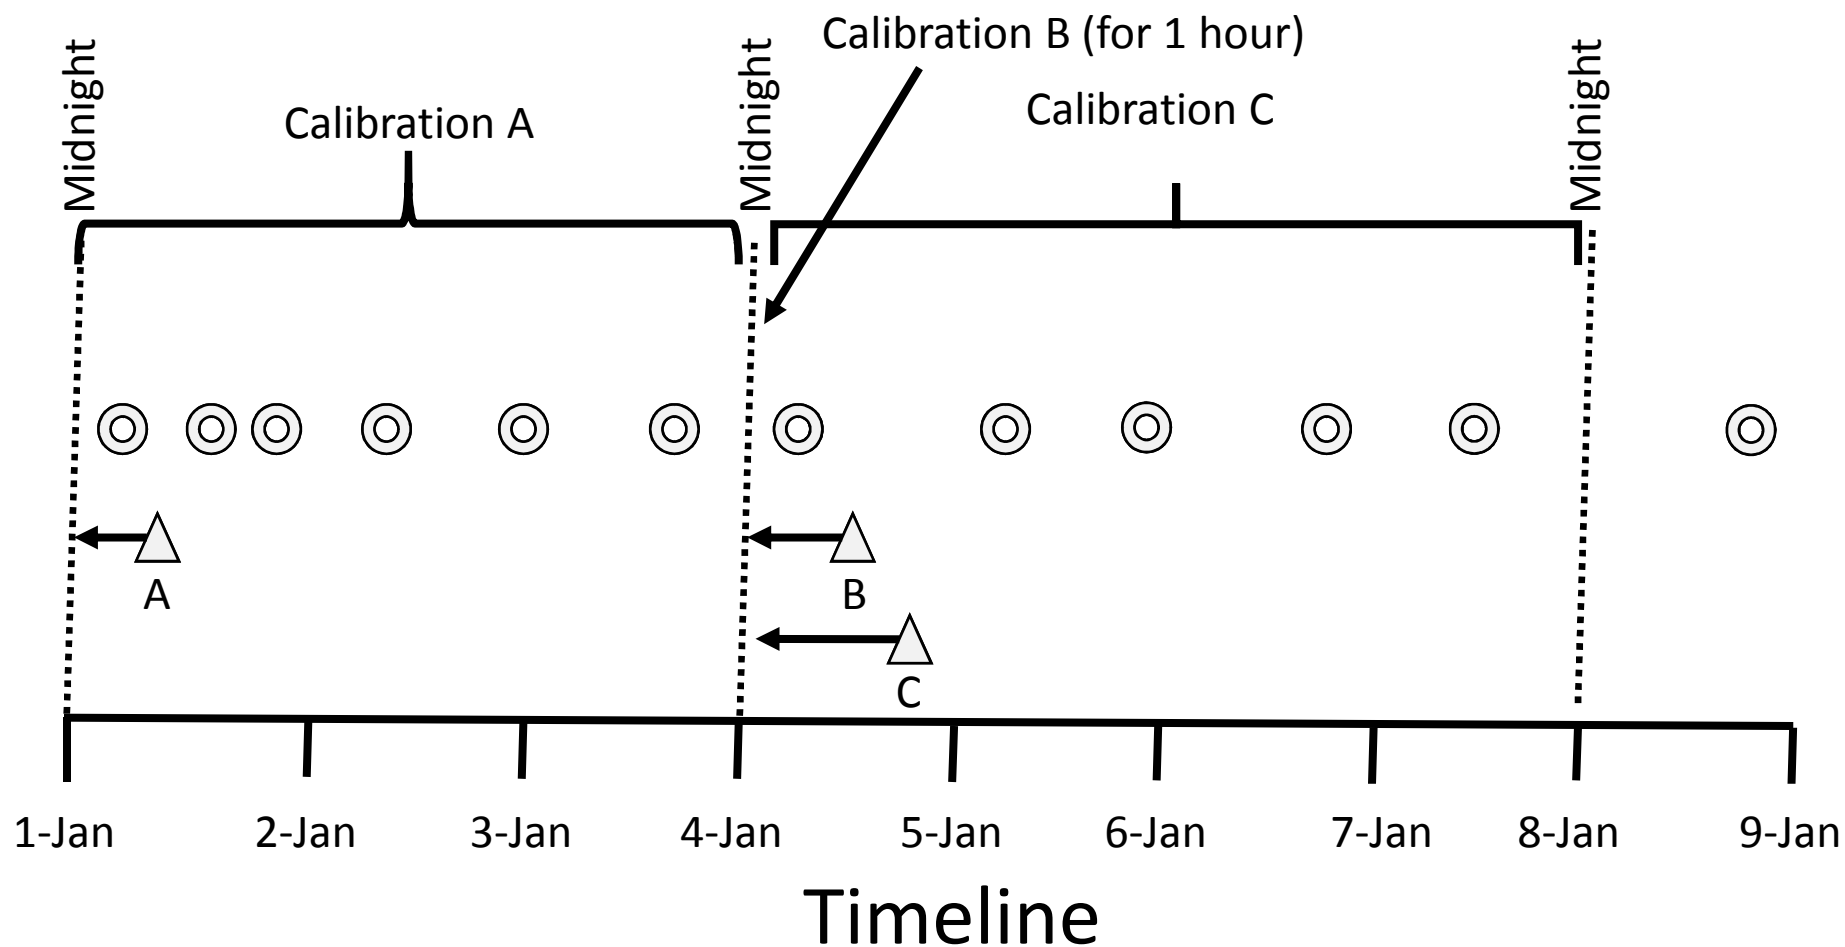 Calibration B (for 1 hour)
Midnight
Calibration A
Midnight
Calibration C
Midnight
A
B
C
1-Jan
2-Jan
3-Jan
4-Jan
5-Jan
6-Jan
7-Jan
8-Jan
9-Jan
Timeline